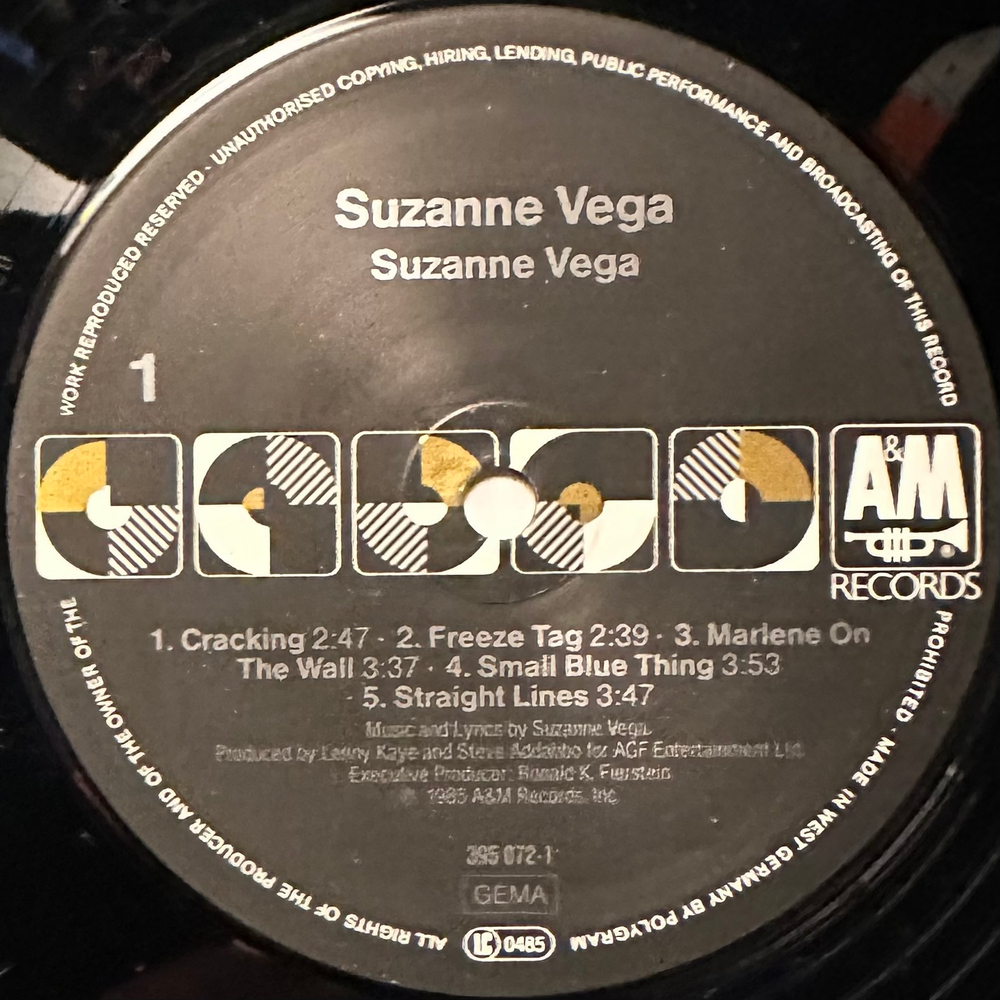 WORK REPRODUCED RESERVED · UNAUTHORISED COPYING, HIRING, LENDING, PUBLIC PERFORMANCE AND BROADCASTING OF THIS RECORD
Suzanne Vega
Suzanne Vega
1
A&M
RECORDS
1. Cracking 2:47 · 2. Freeze Tag 2:39 · 3. Marlene On
The Wall 3:37 · 4. Small Blue Thing 3:53
5. Straight Lines 3:47
Music and Lyrics by Suzanne Vega.
Produced by Lenny Kaye and Steve Addabbo for AGF Entertainment Ltd.
Executive Producer: Ronald K. Fierstein
℗ 1985 A&M Records, Inc.
395 072-1
GEMA
LC 0485
ALL RIGHTS OF THE PRODUCER AND OF THE OWNER OF THE
PROHIBITED · MADE IN WEST GERMANY BY POLYGRAM